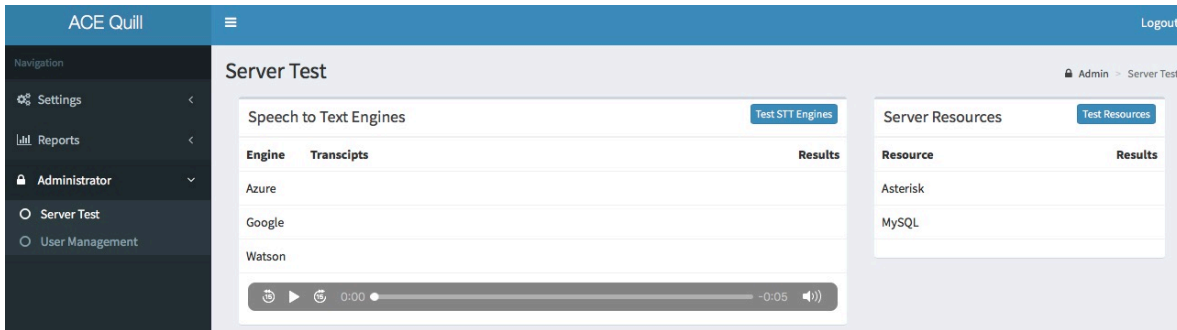 ACE Quill
Logout
Navigation
Settings
Reports
Administrator
Server Test
User Management
Server Test
Admin > Server Test
Speech to Text Engines
Test STT Engines
Engine Transcipts Results
Azure
Google
Watson
15 15 0:00 -0:05
Server Resources
Test Resources
Resource Results
Asterisk
MySQL